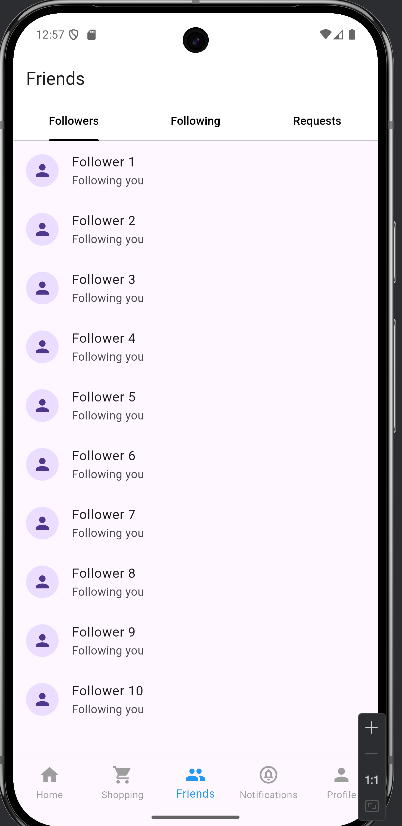 12:57
Friends
Followers Following Requests
Follower 1
Following you
Follower 2
Following you
Follower 3
Following you
Follower 4
Following you
Follower 5
Following you
Follower 6
Following you
Follower 7
Following you
Follower 8
Following you
Follower 9
Following you
Follower 10
Following you
1:1
Home Shopping Friends Notifications Profile